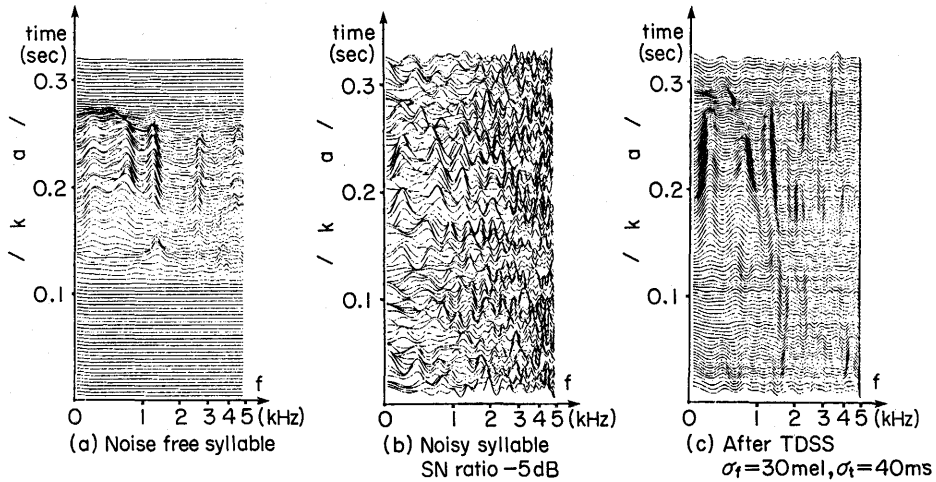 time
(sec)
0.3
0.2
0.1
/ k a /
f
0 1 2 3 4 5 (kHz)
(a) Noise free syllable
time
(sec)
0.3
0.2
0.1
/ k a /
f
0 1 2 3 4 5 (kHz)
(b) Noisy syllable
SN ratio −5dB
time
(sec)
0.3
0.2
0.1
/ k a /
f
0 1 2 3 4 5 (kHz)
(c) After TDSS
σf=30mel, σt=40ms